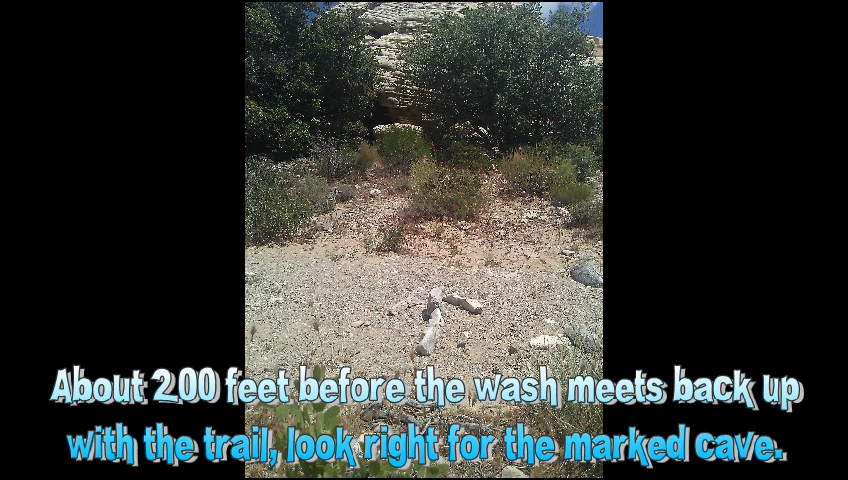 About 200 feet before the wash meets back up
with the trail, look right for the marked cave.